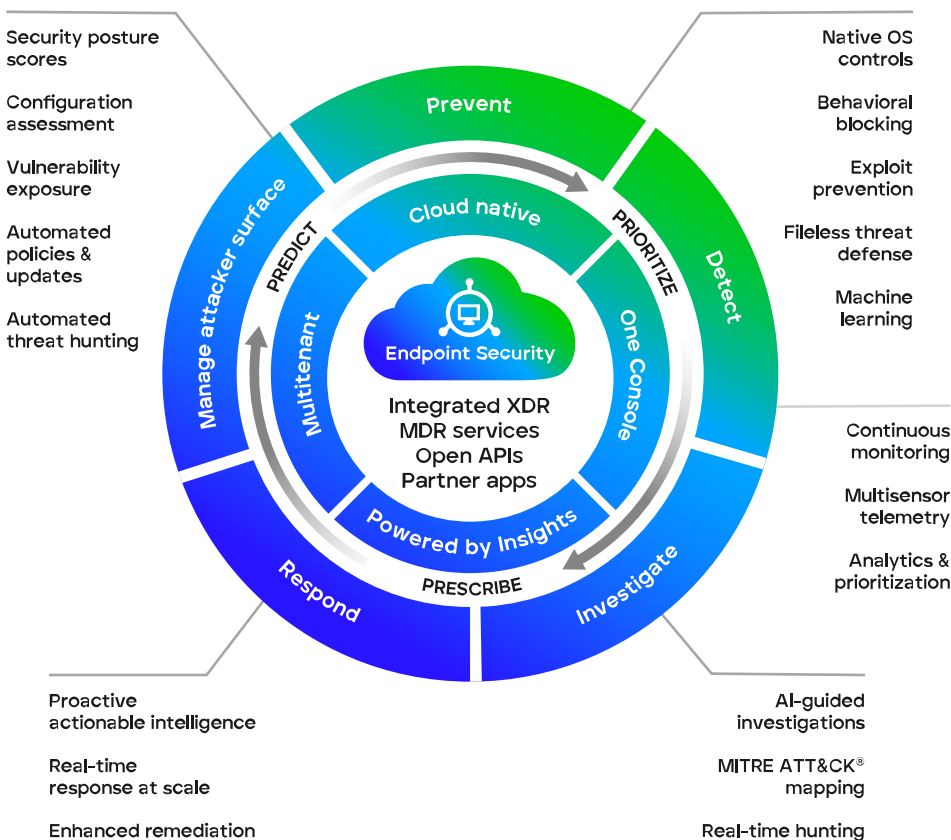 Security posture
scores
Configuration
assessment
Vulnerability
exposure
Automated
policies &
updates
Automated
threat hunting
Native OS
controls
Behavioral
blocking
Exploit
prevention
Fileless threat
defense
Machine
learning
Continuous
monitoring
Multisensor
telemetry
Analytics &
prioritization
Prevent
Detect
Investigate
Respond
Manage attacker surface
PREDICT
PRIORITIZE
PRESCRIBE
Cloud native
One Console
Powered by Insights
Multitenant
Endpoint Security
Integrated XDR
MDR services
Open APIs
Partner apps
Proactive
actionable intelligence
Real-time
response at scale
Enhanced remediation
AI-guided
investigations
MITRE ATT&CK®
mapping
Real-time hunting